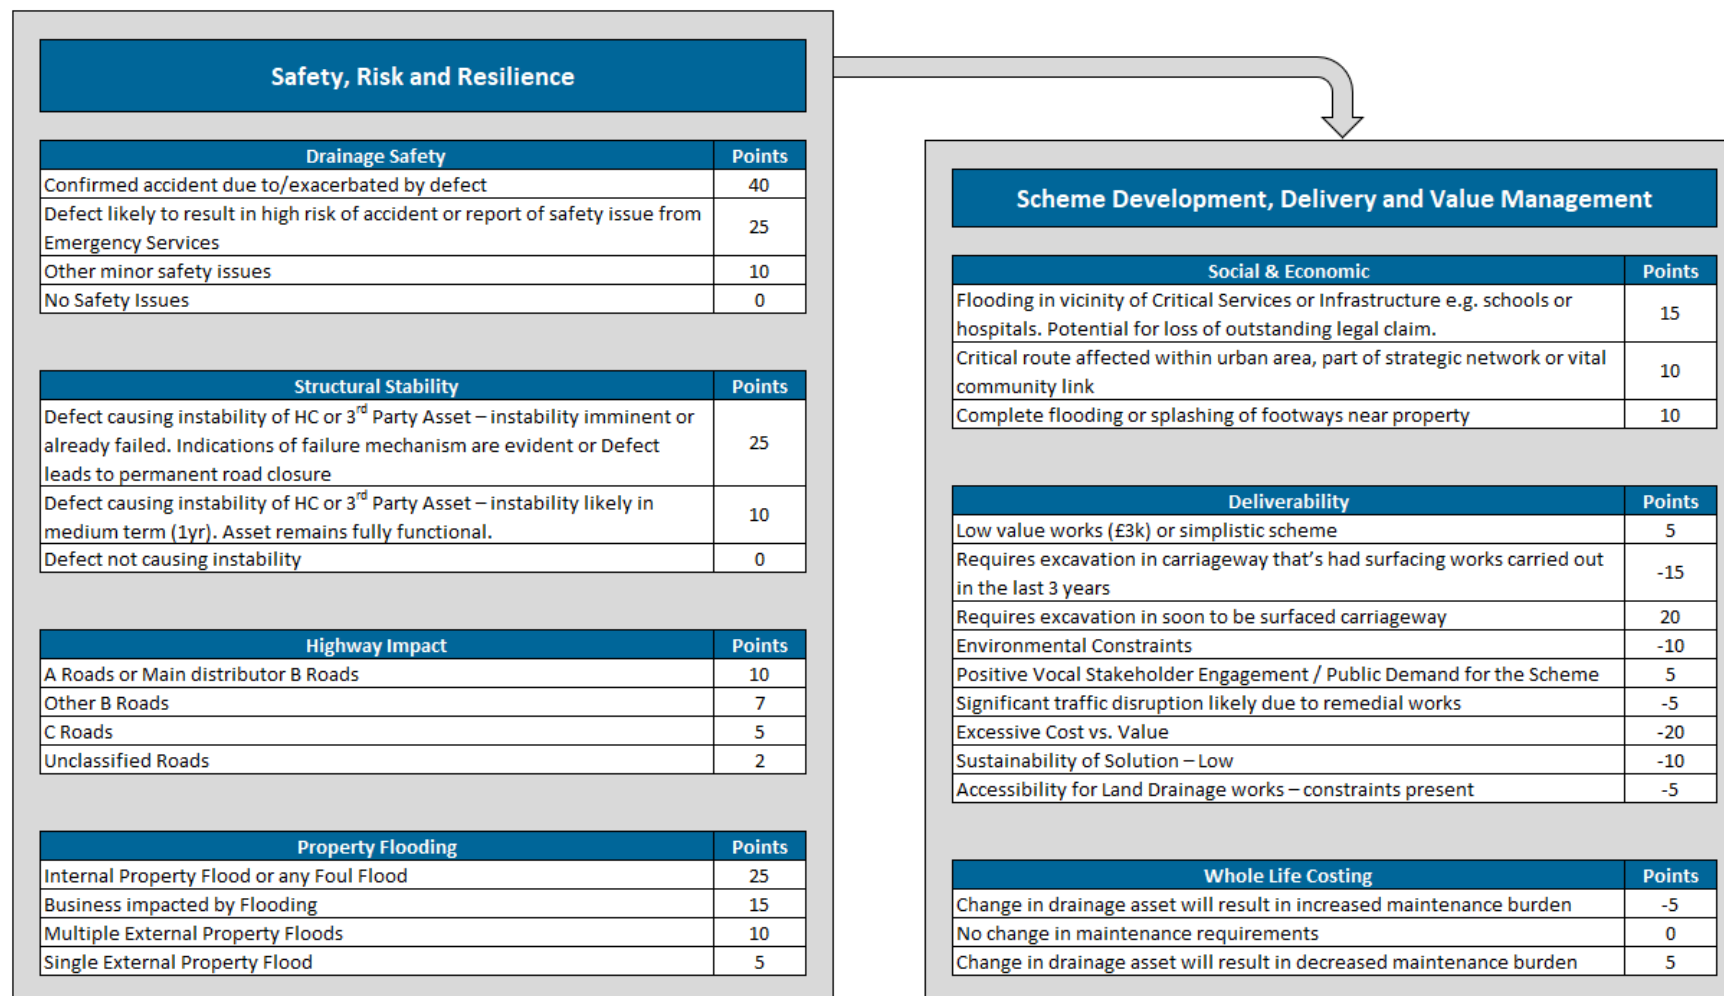 Safety, Risk and Resilience
Drainage Safety Points
Confirmed accident due to/exacerbated by defect 40
Defect likely to result in high risk of accident or report of safety issue from
Emergency Services 25
Other minor safety issues 10
No Safety Issues 0
Structural Stability Points
Defect causing instability of HC or 3rd Party Asset – instability imminent or
already failed. Indications of failure mechanism are evident or Defect
leads to permanent road closure 25
Defect causing instability of HC or 3rd Party Asset – instability likely in
medium term (1yr). Asset remains fully functional. 10
Defect not causing instability 0
Highway Impact Points
A Roads or Main distributor B Roads 10
Other B Roads 7
C Roads 5
Unclassified Roads 2
Property Flooding Points
Internal Property Flood or any Foul Flood 25
Business impacted by Flooding 15
Multiple External Property Floods 10
Single External Property Flood 5
Scheme Development, Delivery and Value Management
Social & Economic Points
Flooding in vicinity of Critical Services or Infrastructure e.g. schools or
hospitals. Potential for loss of outstanding legal claim. 15
Critical route affected within urban area, part of strategic network or vital
community link 10
Complete flooding or splashing of footways near property 10
Deliverability Points
Low value works (£3k) or simplistic scheme 5
Requires excavation in carriageway that’s had surfacing works carried out
in the last 3 years -15
Requires excavation in soon to be surfaced carriageway 20
Environmental Constraints -10
Positive Vocal Stakeholder Engagement / Public Demand for the Scheme 5
Significant traffic disruption likely due to remedial works -5
Excessive Cost vs. Value -20
Sustainability of Solution – Low -10
Accessibility for Land Drainage works – constraints present -5
Whole Life Costing Points
Change in drainage asset will result in increased maintenance burden -5
No change in maintenance requirements 0
Change in drainage asset will result in decreased maintenance burden 5